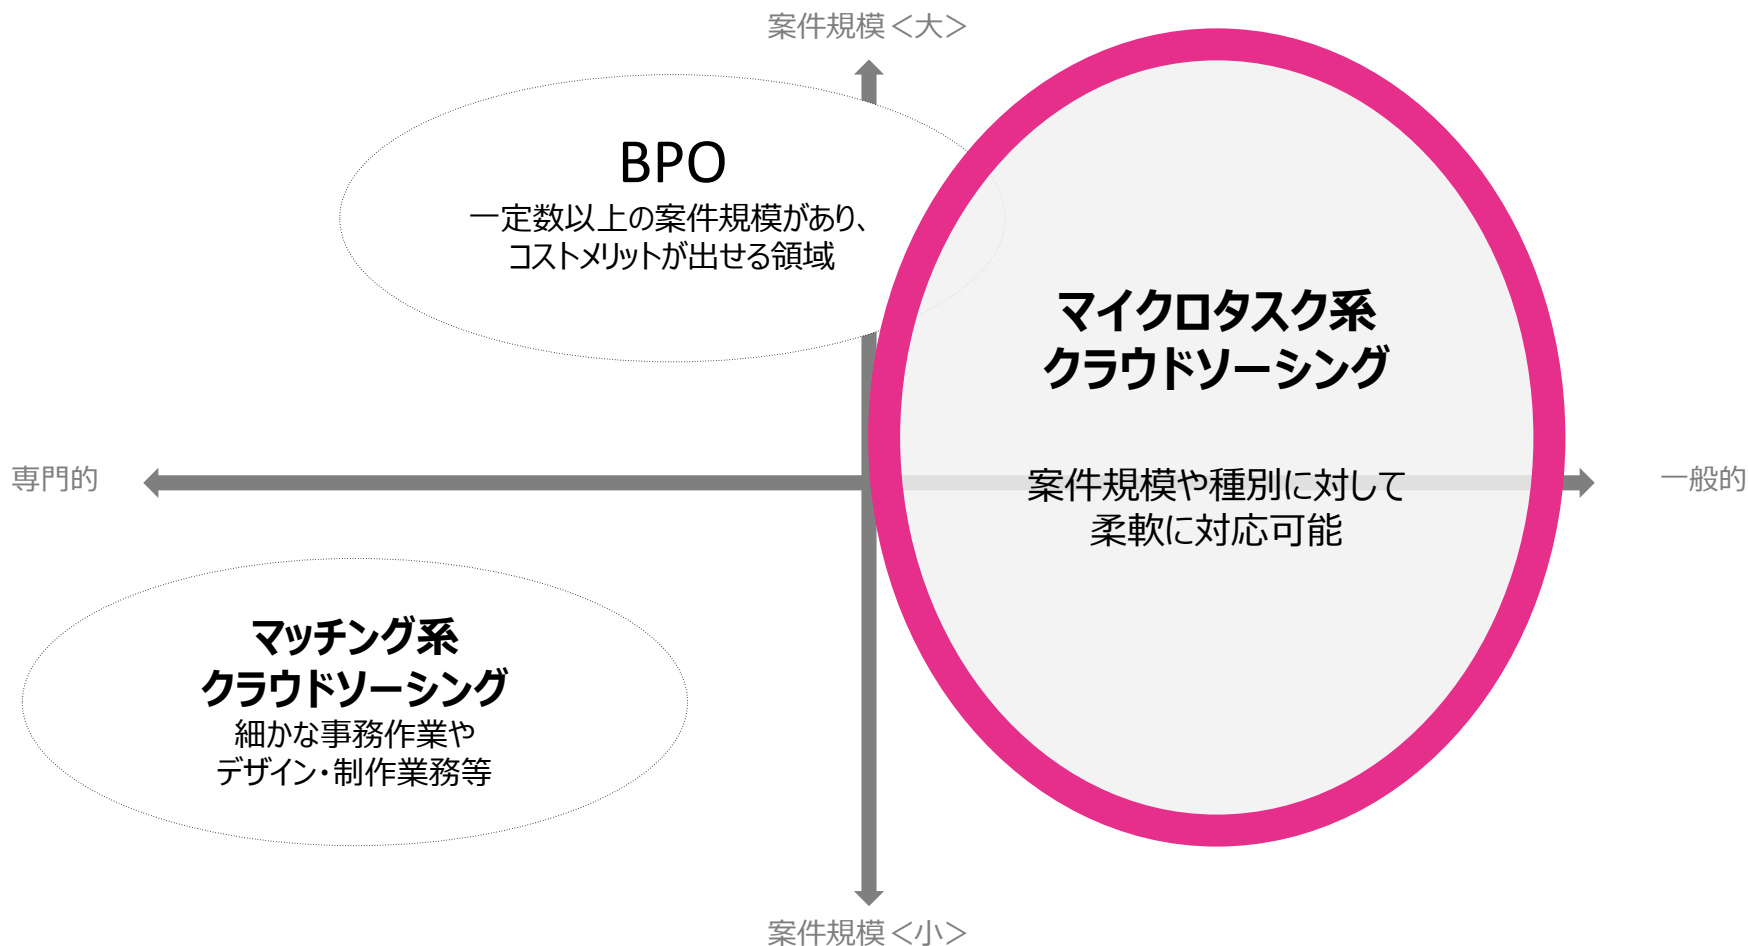 案件規模＜大＞
BPO
一定数以上の案件規模があり、
コストメリットが出せる領域
マイクロタスク系
クラウドソーシング
案件規模や種別に対して
柔軟に対応可能
専門的
一般的
マッチング系
クラウドソーシング
細かな事務作業や
デザイン・制作業務等
案件規模＜小＞